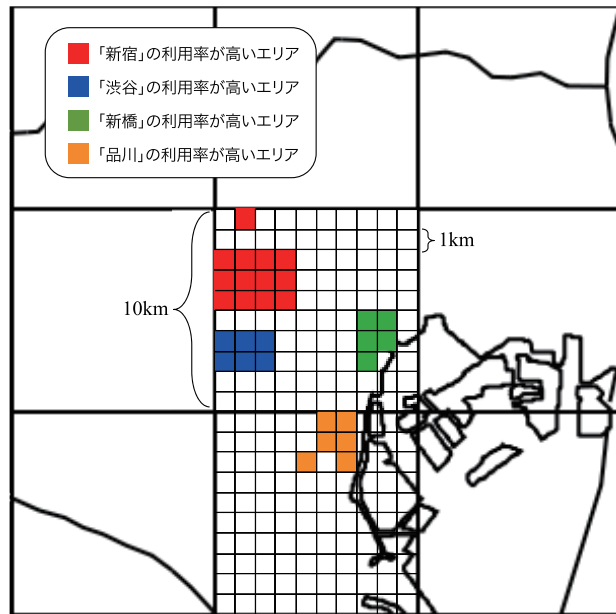 「新宿」の利用率が高いエリア
「渋谷」の利用率が高いエリア
「新橋」の利用率が高いエリア
「品川」の利用率が高いエリア
1km
10km